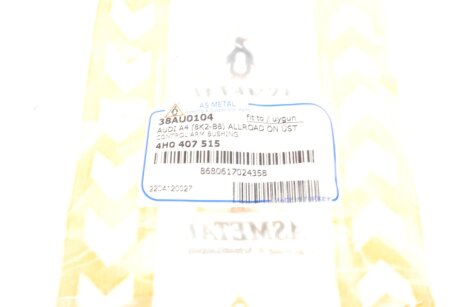 AS METAL
38AU0104 fit to / uygun
AUDI A4 (8K2-B8) ALLROAD ON UST
CONTROL ARM BUSHING
4H0 407 515
8680617024358
2204120027
ASMETAL